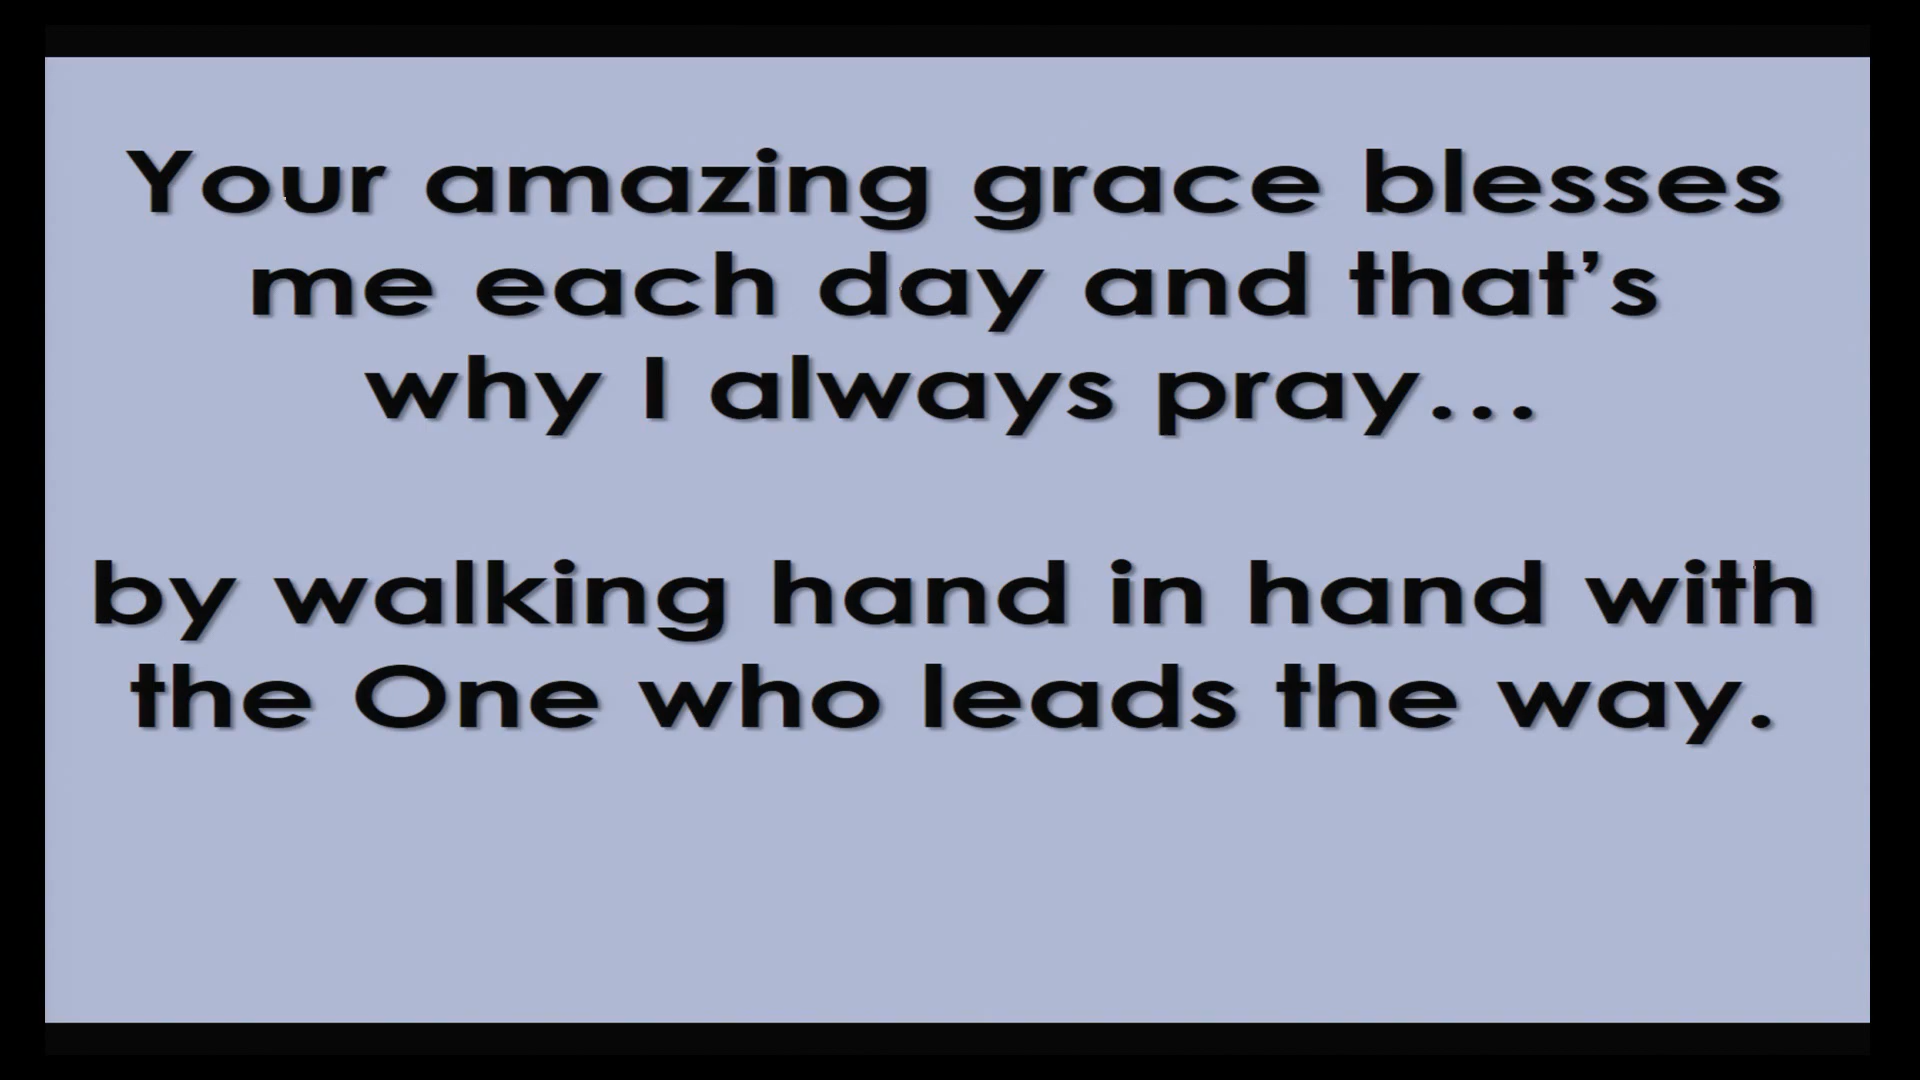 Your amazing grace blesses
me each day and that’s
why I always pray...
by walking hand in hand with
the One who leads the way.